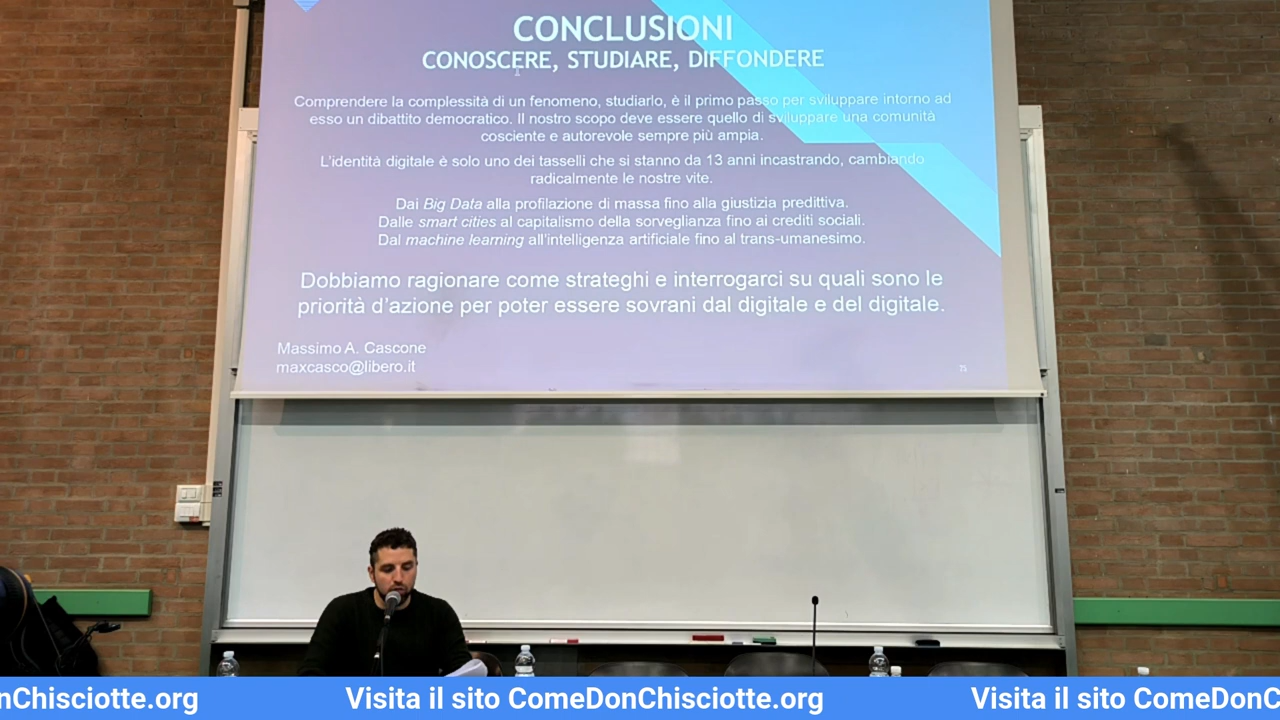 CONCLUSIONI
CONOSCERE, STUDIARE, DIFFONDERE
Comprendere la complessità di un fenomeno, studiarlo, è il primo passo per sviluppare intorno ad
esso un dibattito democratico. Il nostro scopo deve essere quello di sviluppare una comunità
cosciente e autorevole sempre più ampia.
L'identità digitale è solo uno dei tasselli che si stanno da 13 anni incastrando, cambiando
radicalmente le nostre vite.
Dai Big Data alla profilazione di massa fino alla giustizia predittiva.
Dalle smart cities al capitalismo della sorveglianza fino ai crediti sociali.
Dal machine learning all'intelligenza artificiale fino al trans-umanesimo.
Dobbiamo ragionare come strateghi e interrogarci su quali sono le
priorità d'azione per poter essere sovrani dal digitale e del digitale.
Massimo A. Cascone
maxcasco@libero.it
nChisciotte.org Visita il sito ComeDonChisciotte.org Visita il sito ComeDonC